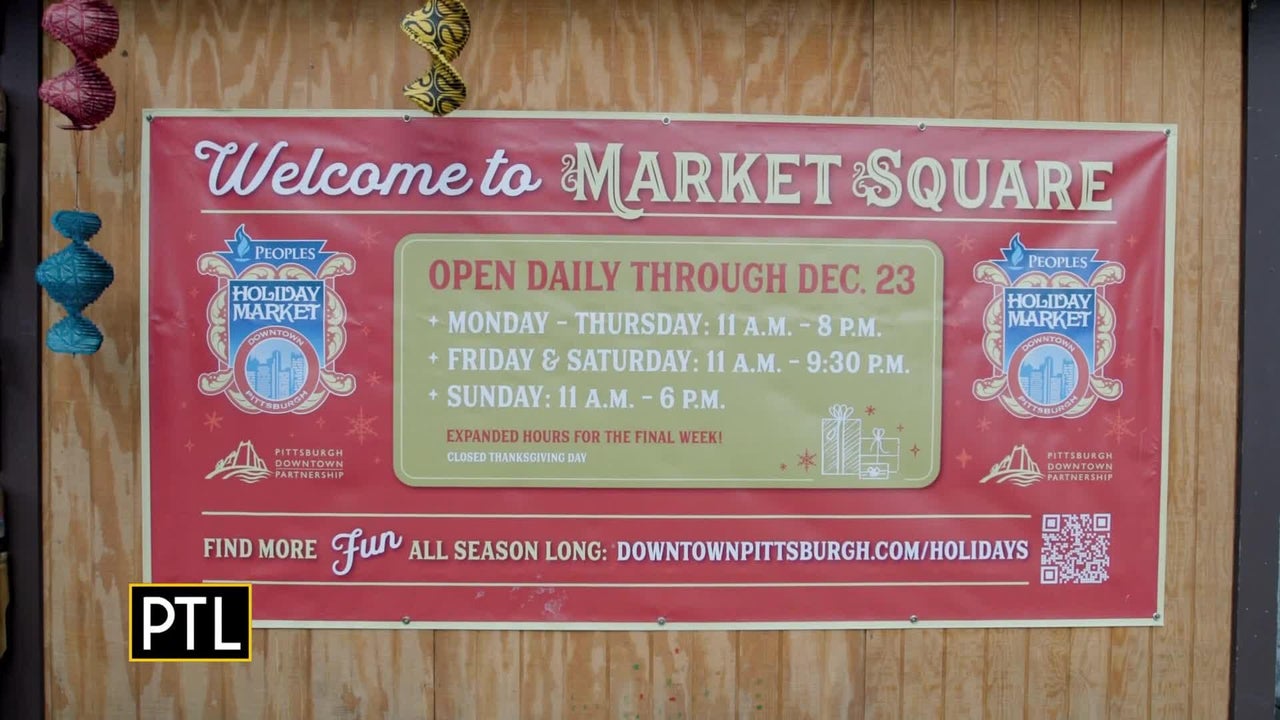 Welcome to MARKET SQUARE
PEOPLES
HOLIDAY
MARKET
DOWNTOWN
PITTSBURGH
PITTSBURGH
DOWNTOWN
PARTNERSHIP
OPEN DAILY THROUGH DEC. 23
+ MONDAY - THURSDAY: 11 A.M. - 8 P.M.
+ FRIDAY & SATURDAY: 11 A.M. - 9:30 P.M.
+ SUNDAY: 11 A.M. - 6 P.M.
EXPANDED HOURS FOR THE FINAL WEEK!
CLOSED THANKSGIVING DAY
PEOPLES
HOLIDAY
MARKET
DOWNTOWN
PITTSBURGH
PITTSBURGH
DOWNTOWN
PARTNERSHIP
FIND MORE Fun ALL SEASON LONG: DOWNTOWNPITTSBURGH.COM/HOLIDAYS
PTL